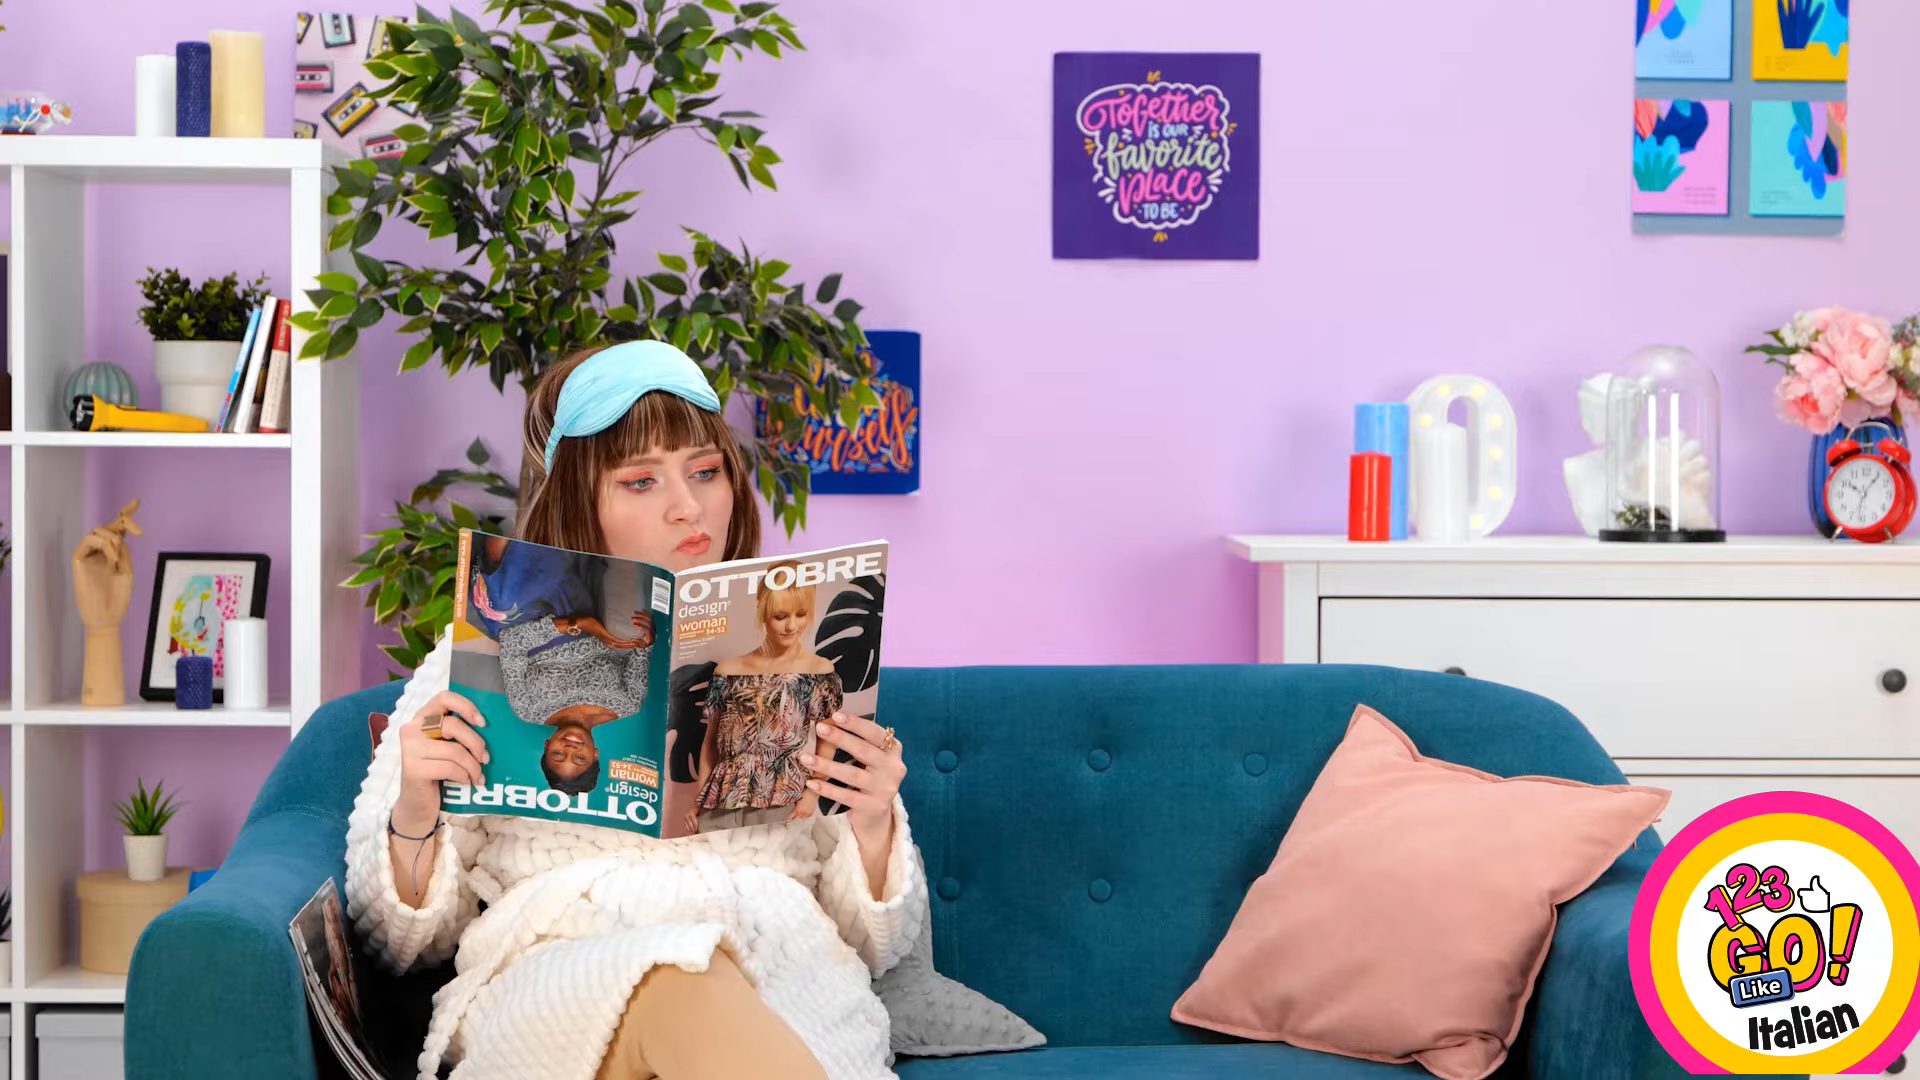 Together
is our
favorite
place
to be
yourself
OTTOBRE
design®
woman
34-52
OTTOBRE
design®
woman
34-52
123
GO!
Like
Italian